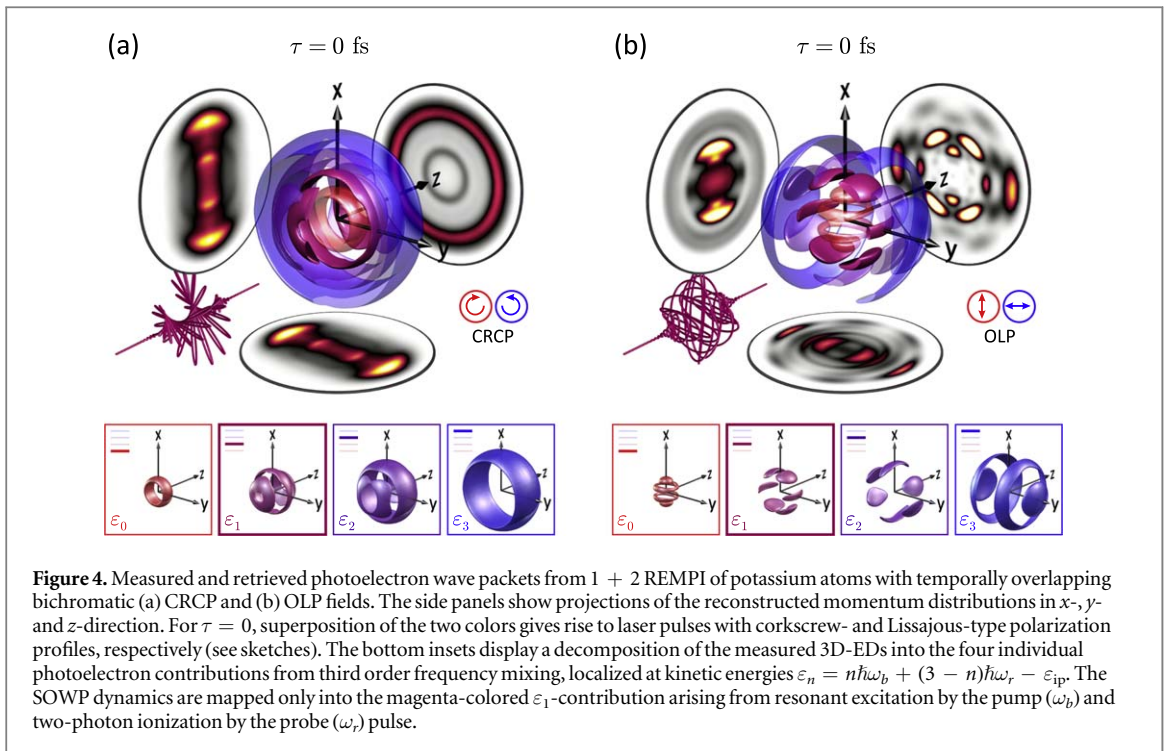 (a)
τ = 0 fs
(b)
τ = 0 fs
x
z
y
x
z
y
CRCP
OLP
x
z
y
ε₀
x
z
y
ε₁
x
z
y
ε₂
x
z
y
ε₃
x
z
y
ε₀
x
z
y
ε₁
x
z
y
ε₂
x
z
y
ε₃
Figure 4. Measured and retrieved photoelectron wave packets from 1 + 2 REMPI of potassium atoms with temporally overlapping
bichromatic (a) CRCP and (b) OLP fields. The side panels show projections of the reconstructed momentum distributions in x-, y-
and z-direction. For τ = 0, superposition of the two colors gives rise to laser pulses with corkscrew- and Lissajous-type polarization
profiles, respectively (see sketches). The bottom insets display a decomposition of the measured 3D-EDs into the four individual
photoelectron contributions from third order frequency mixing, localized at kinetic energies εₙ = nħω_b + (3 − n)ħω_r − ε_ip. The
SOWP dynamics are mapped only into the magenta-colored ε₁-contribution arising from resonant excitation by the pump (ω_b) and
two-photon ionization by the probe (ω_r) pulse.